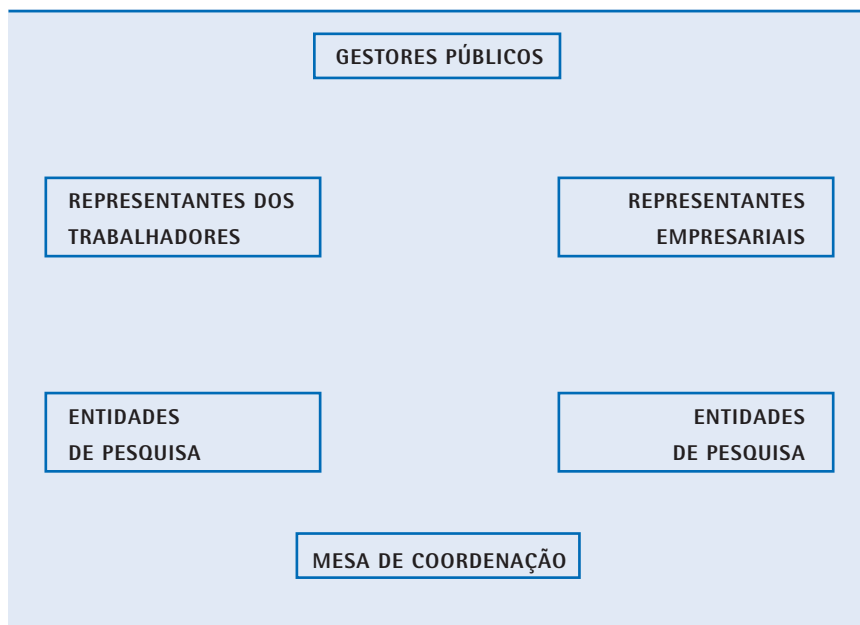 GESTORES PÚBLICOS
REPRESENTANTES DOS
TRABALHADORES
REPRESENTANTES
EMPRESARIAIS
ENTIDADES
DE PESQUISA
ENTIDADES
DE PESQUISA
MESA DE COORDENAÇÃO